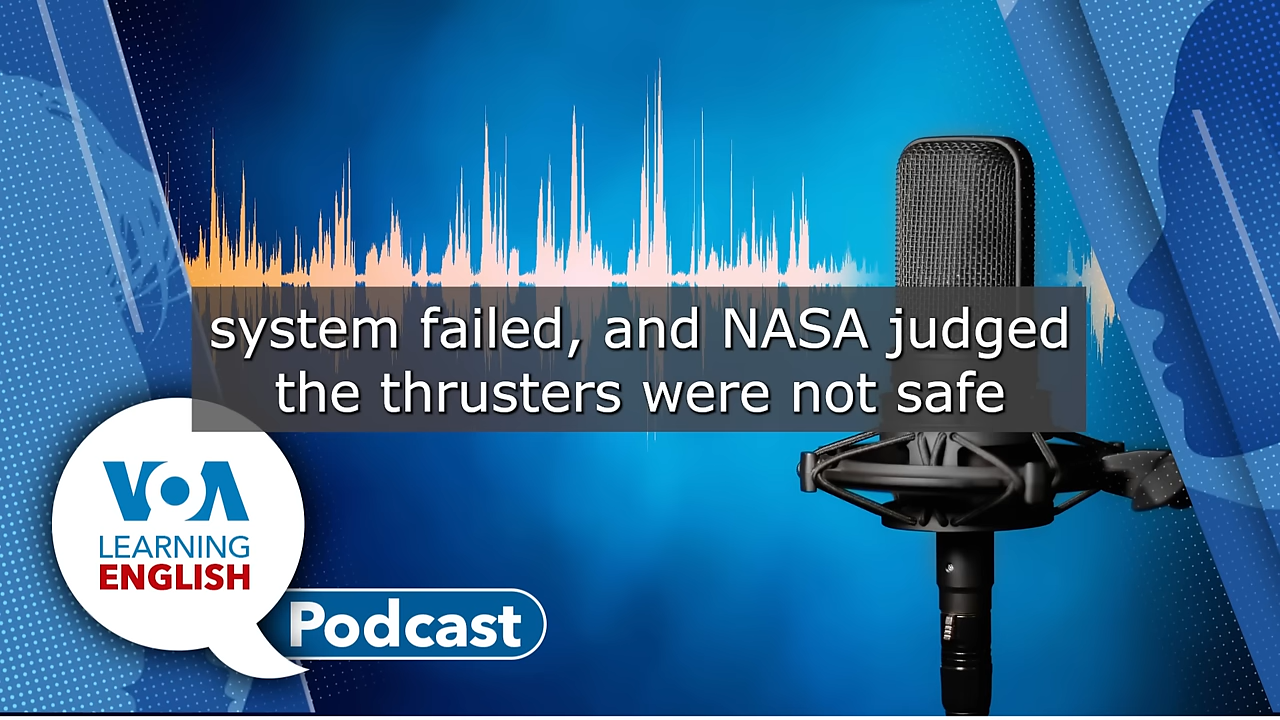 system failed, and NASA judged
the thrusters were not safe
VOA
LEARNING
ENGLISH
Podcast